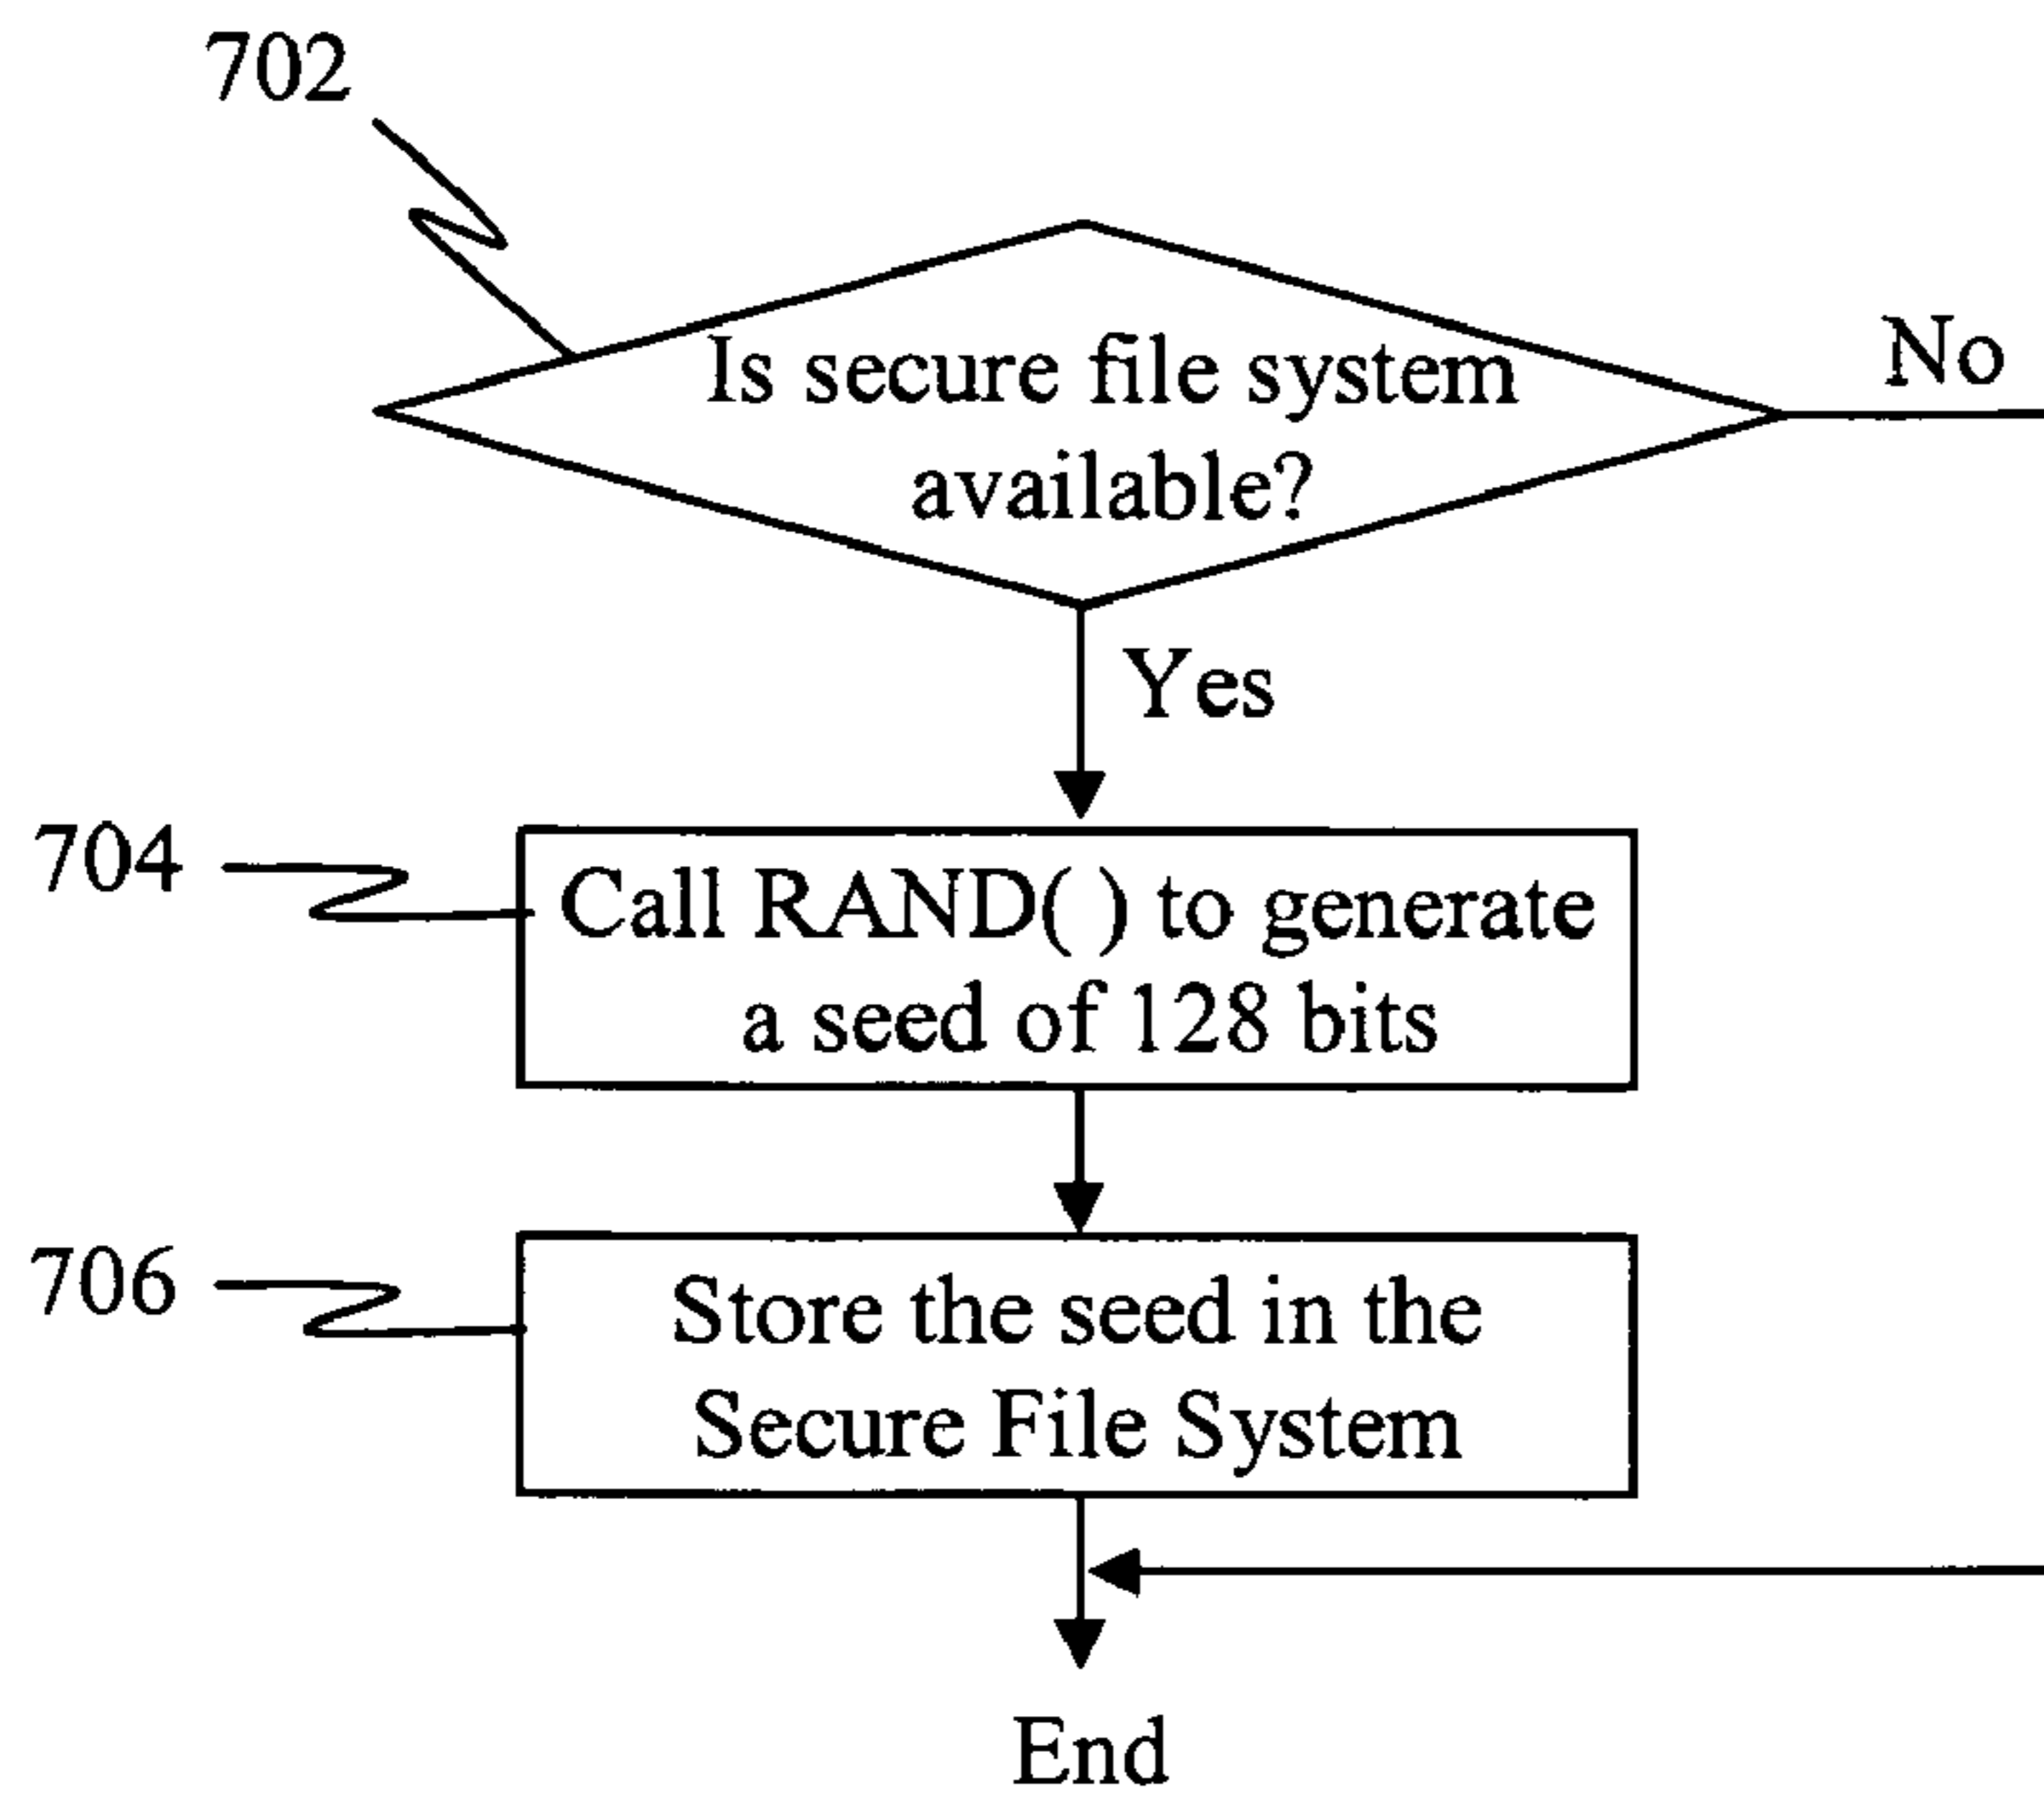 702
Is secure file system
available?
No
Yes
704
Call RAND( ) to generate
a seed of 128 bits
706
Store the seed in the
Secure File System
End